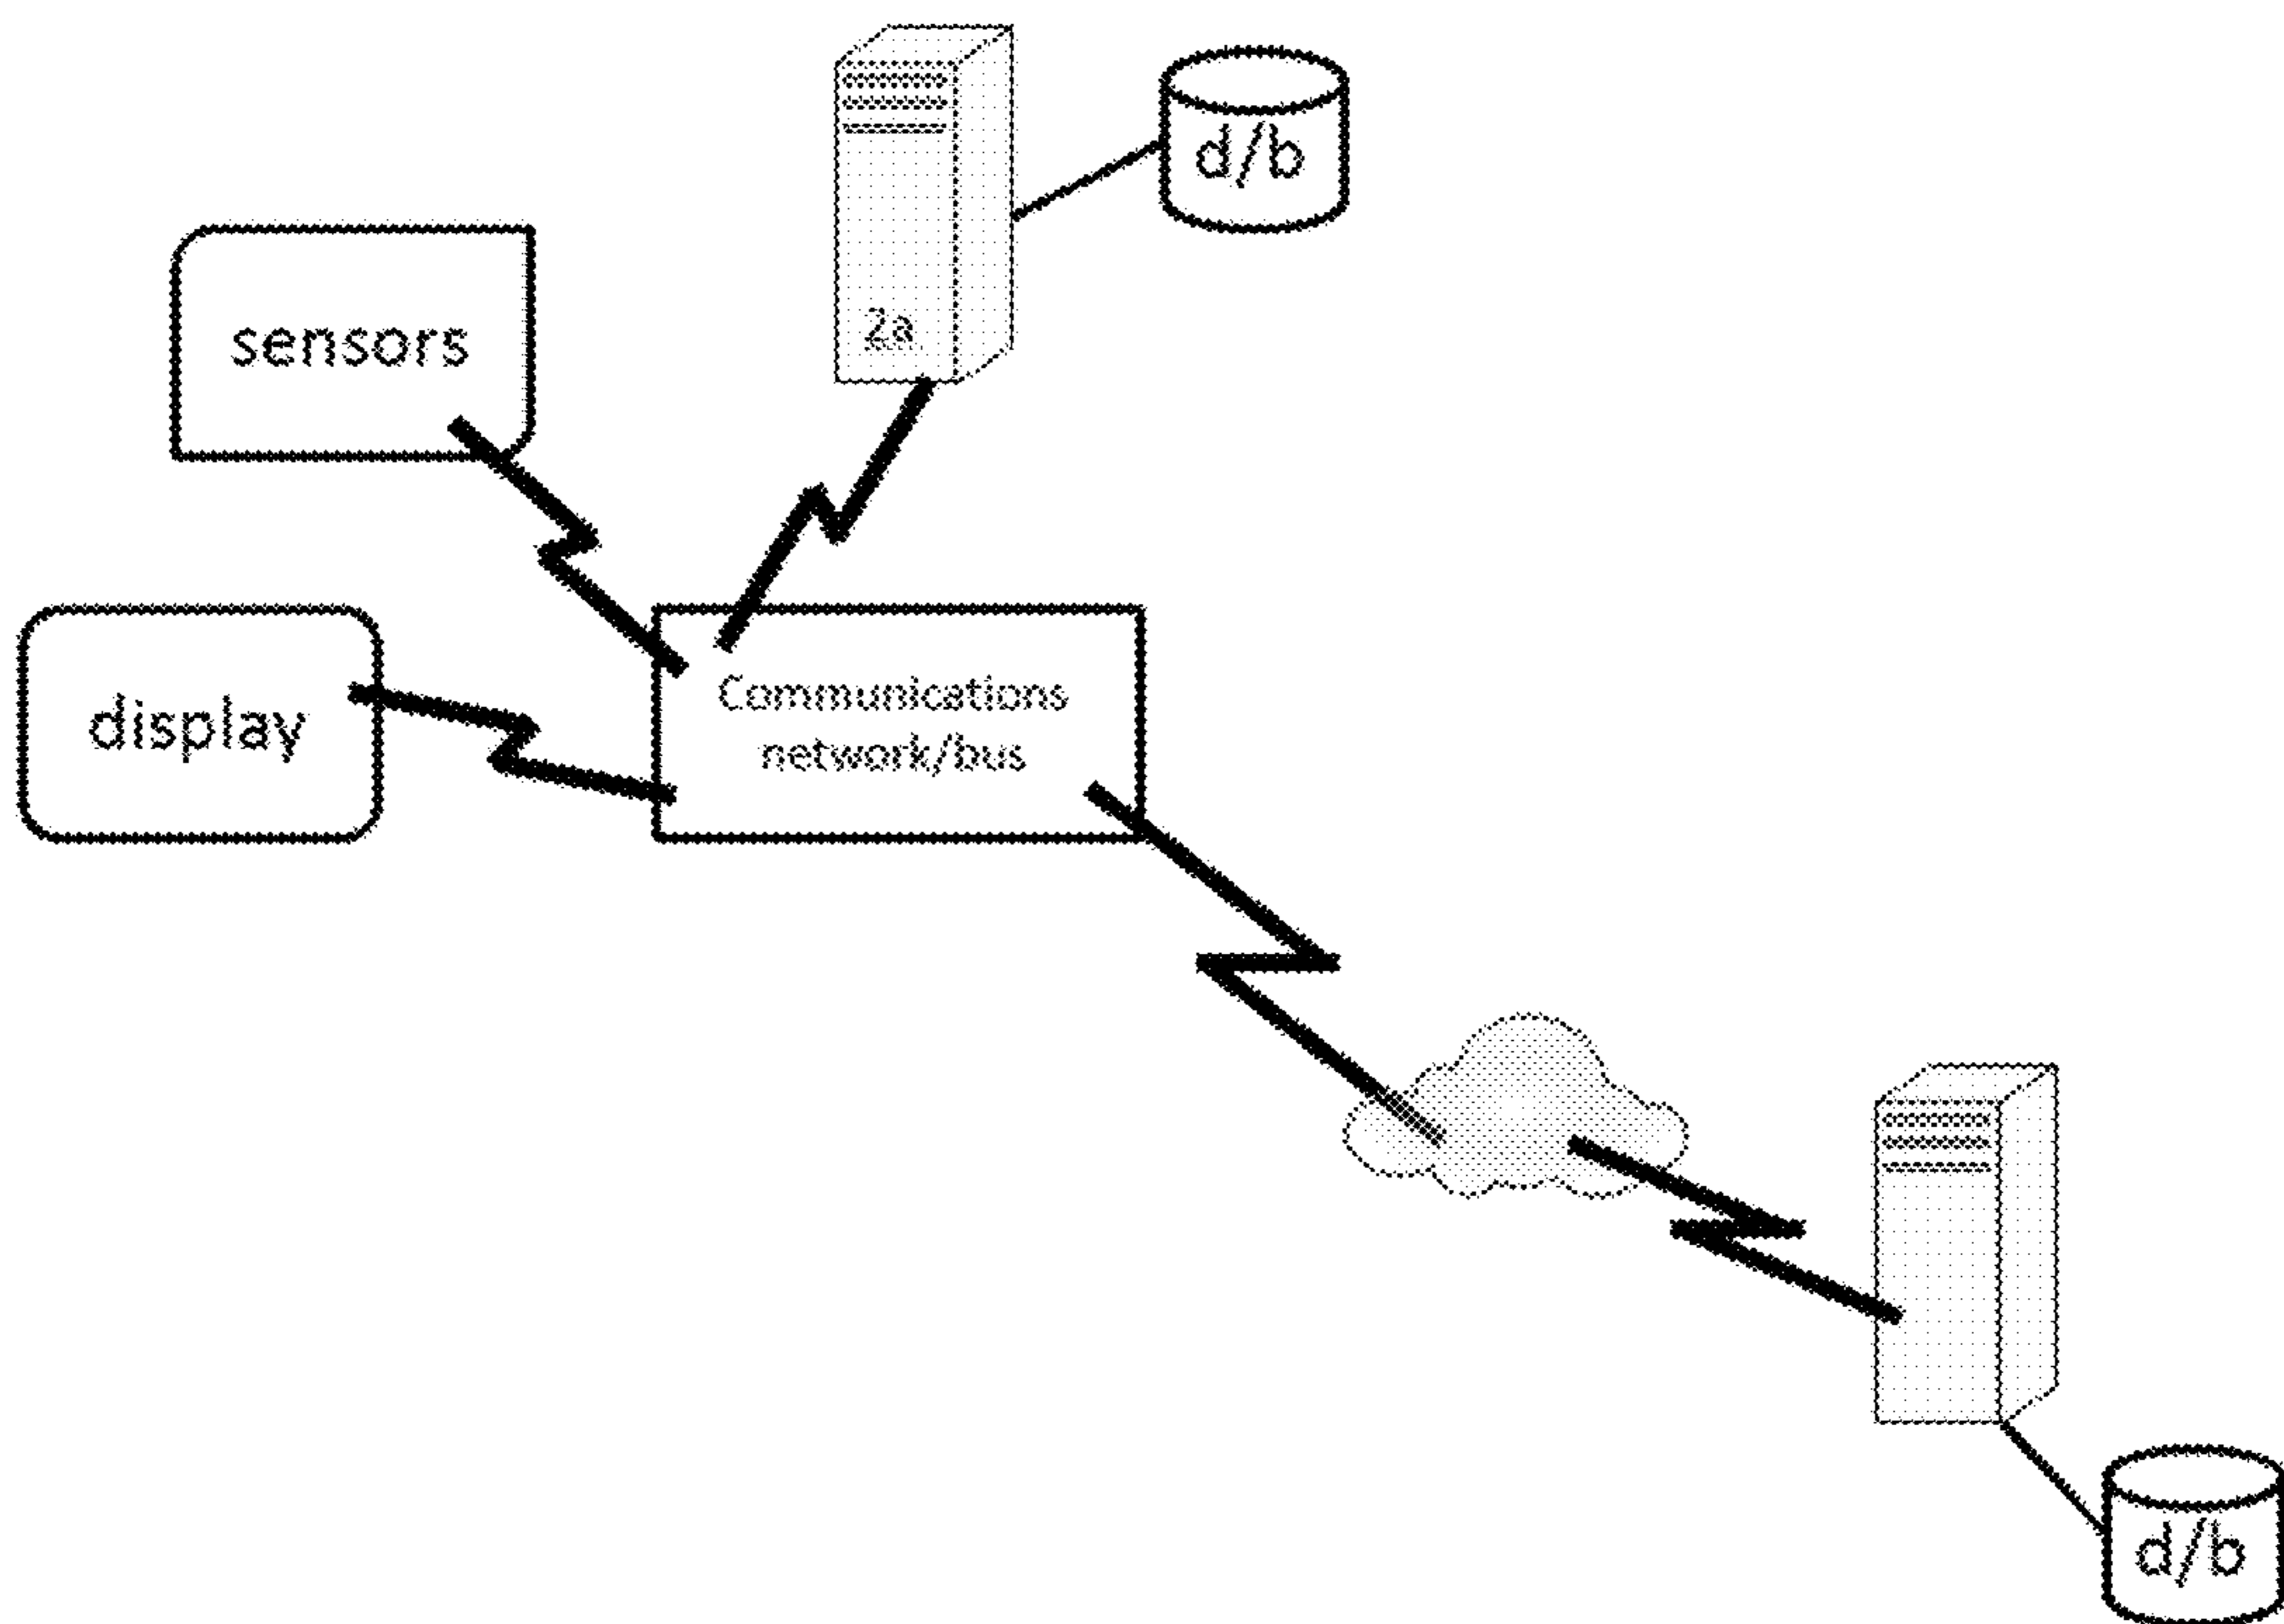 d/b
2a
sensors
Communications
network/bus
display
d/b